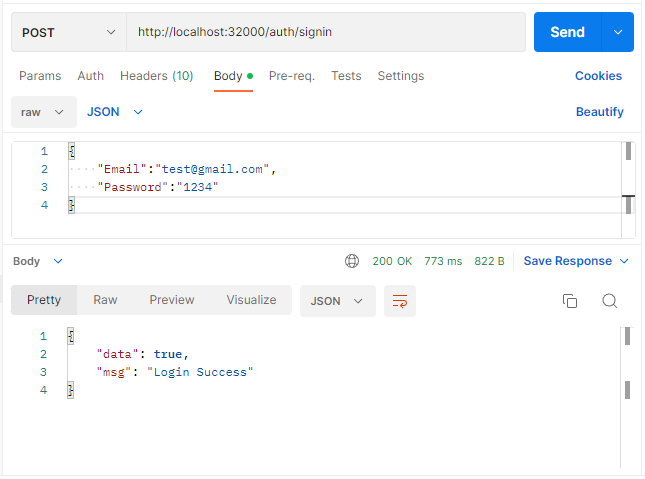 POST http://localhost:32000/auth/signin Send
Params Auth Headers (10) Body Pre-req. Tests Settings Cookies
raw JSON Beautify
1 {
2 "Email":"test@gmail.com",
3 "Password":"1234"
4 }
Body 200 OK 773 ms 822 B Save Response
Pretty Raw Preview Visualize JSON
1 {
2 "data": true,
3 "msg": "Login Success"
4 }